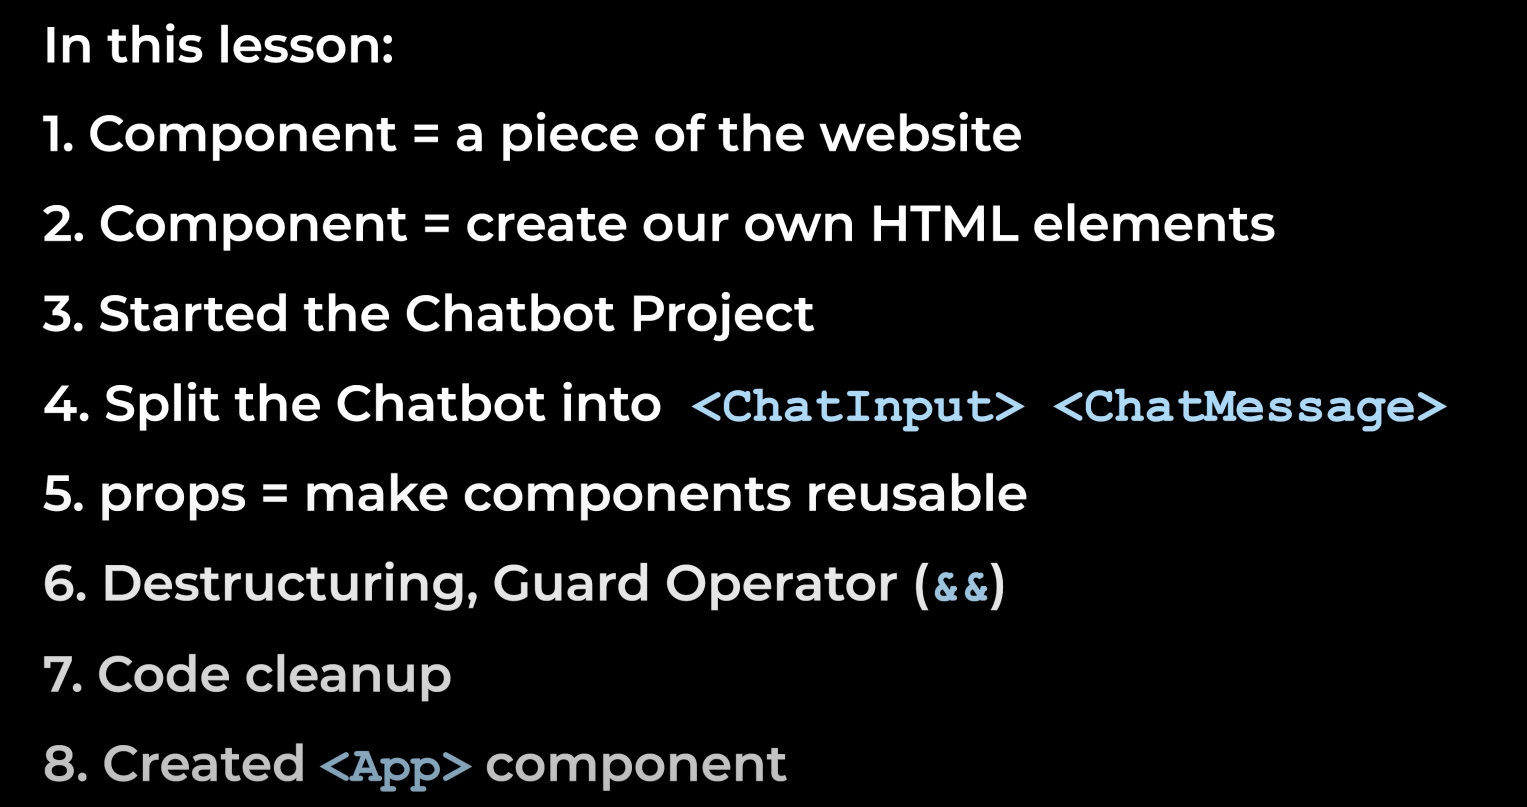 In this lesson:
1. Component = a piece of the website
2. Component = create our own HTML elements
3. Started the Chatbot Project
4. Split the Chatbot into <ChatInput> <ChatMessage>
5. props = make components reusable
6. Destructuring, Guard Operator (&&)
7. Code cleanup
8. Created <App> component